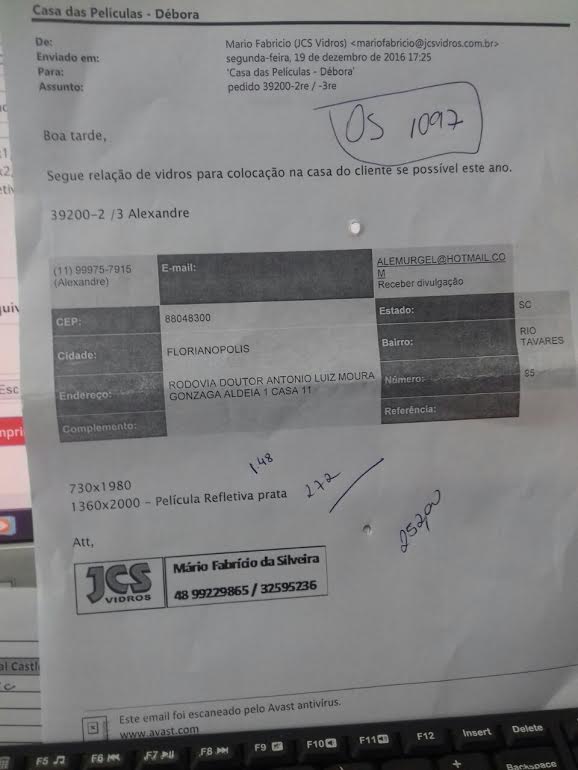 Casa das Películas - Débora
De: Mario Fabricio (JCS Vidros) <mariofabricio@jcsvidros.com.br>
Enviado em: segunda-feira, 19 de dezembro de 2016 17:25
Para: 'Casa das Películas - Débora'
Assunto: pedido 39200-2re / -3re
OS 1097
Boa tarde,
Segue relação de vidros para colocação na casa do cliente se possível este ano.
39200-2 /3 Alexandre
(11) 99975-7915
(Alexandre)
E-mail:
ALEMURGEL@HOTMAIL.CO
M
Receber divulgação
CEP: 88048300
Estado: SC
Cidade: FLORIANOPOLIS
Bairro: RIO
TAVARES
Endereço: RODOVIA DOUTOR ANTONIO LUIZ MOURA
GONZAGA ALDEIA 1 CASA 11
Número: 85
Complemento:
Referência:
1.48
730x1980
1360x2000 - Película Refletiva prata
272
252,00
Att,
JCS
VIDROS
Mário Fabrício da Silveira
48 99229865 / 32595236
Este email foi escaneado pelo Avast antivírus.
www.avast.com
F5
F6
F7
F8
F9
F10
F11
F12
Insert
Delete
Backspace